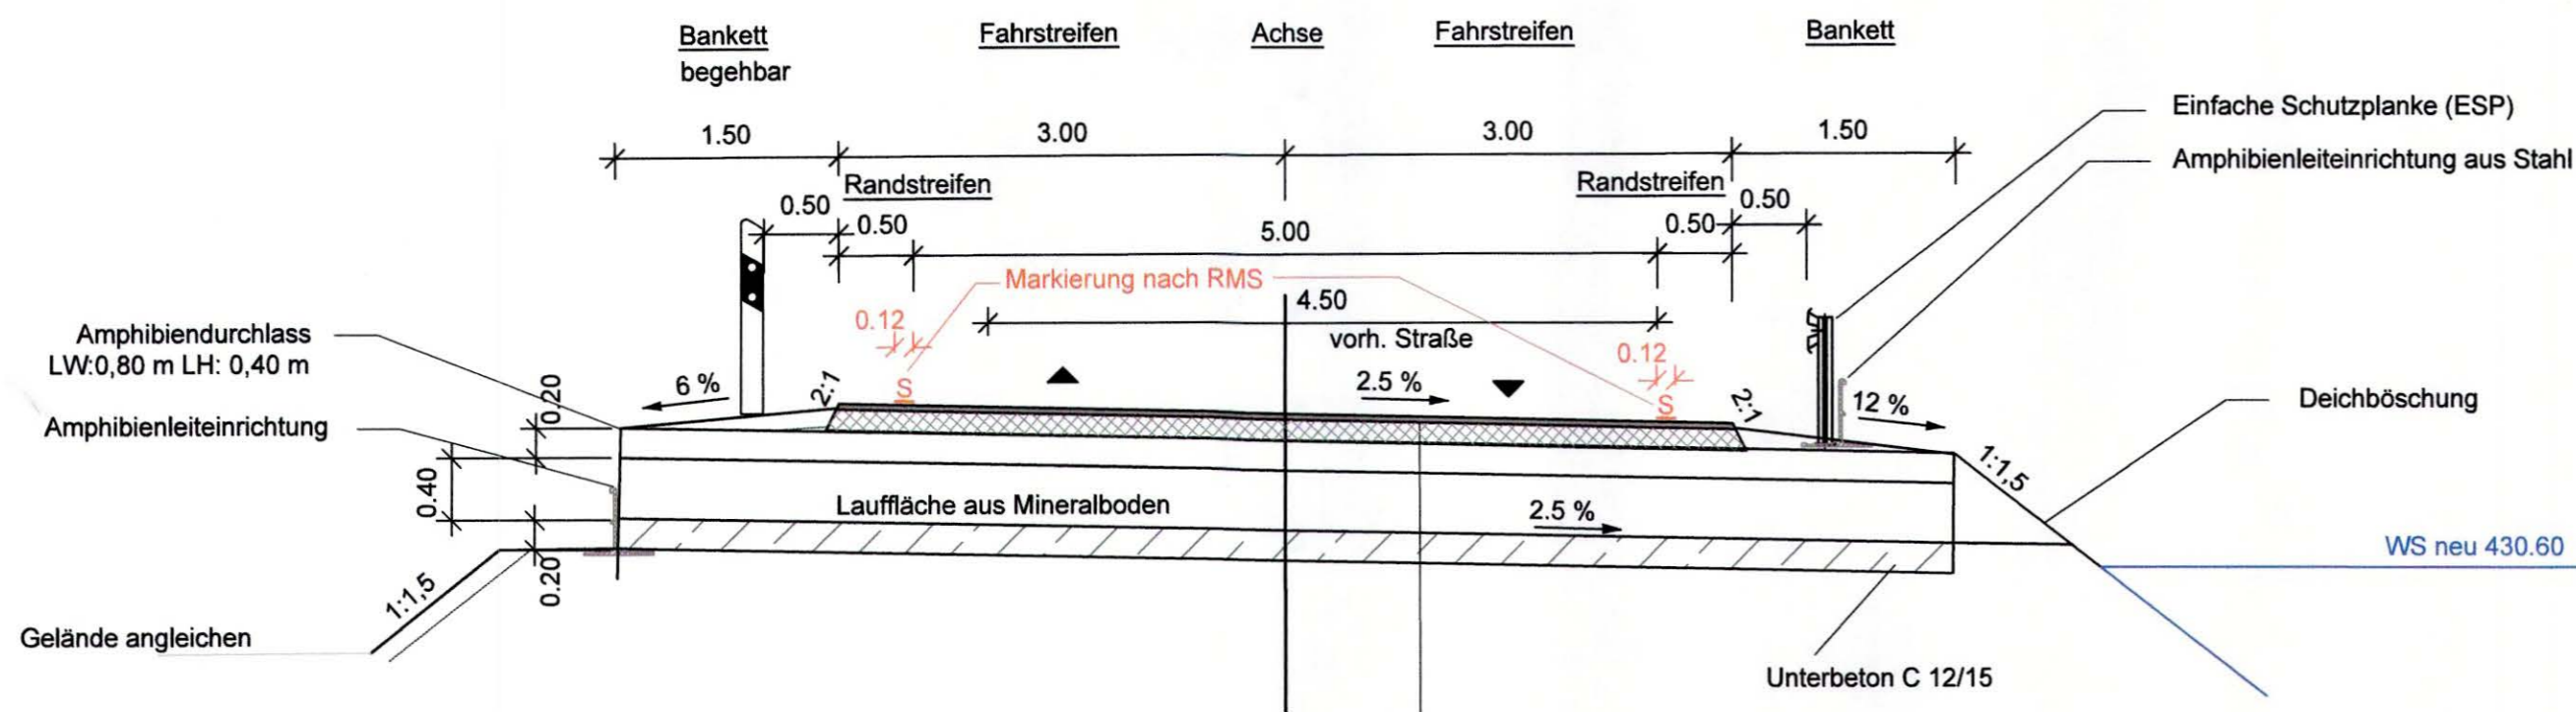 Bankett
begehbar
Fahrstreifen
Achse
Fahrstreifen
Bankett
1.50
3.00
3.00
1.50
Einfache Schutzplanke (ESP)
Amphibienleiteinrichtung aus Stahl
Randstreifen
Randstreifen
0.50
0.50
5.00
0.50
0.50
Markierung nach RMS
4.50
vorh. Straße
0.12
0.12
Amphibiendurchlass
LW:0,80 m LH: 0,40 m
Amphibienleiteinrichtung
0.20
6 %
2:1
S
2.5 %
S
2:1
12 %
Deichböschung
1:1,5
0.40
Lauffläche aus Mineralboden
2.5 %
WS neu 430.60
0.20
1:1,5
Gelände angleichen
Unterbeton C 12/15